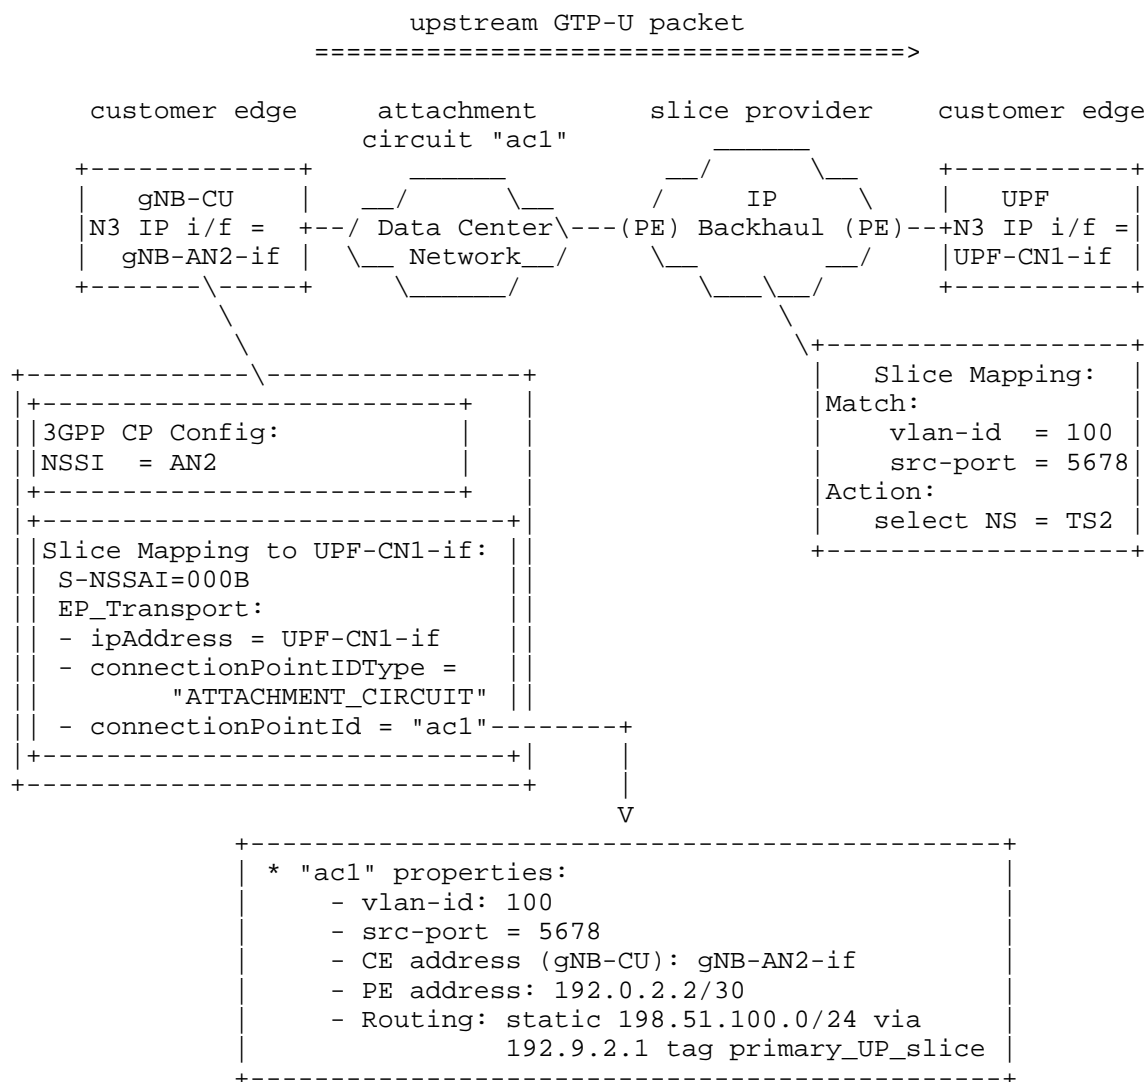 upstream GTP-U packet
=====================================>
customer edge attachment slice provider customer edge
circuit "ac1"
gNB-CU IP UPF
N3 IP i/f = Data Center (PE) Backhaul (PE) N3 IP i/f =
gNB-AN2-if Network UPF-CN1-if
Slice Mapping:
Match:
3GPP CP Config: vlan-id = 100
NSSI = AN2 src-port = 5678
Action:
select NS = TS2
Slice Mapping to UPF-CN1-if:
S-NSSAI=000B
EP_Transport:
- ipAddress = UPF-CN1-if
- connectionPointIDType =
"ATTACHMENT_CIRCUIT"
- connectionPointId = "ac1"
V
* "ac1" properties:
- vlan-id: 100
- src-port = 5678
- CE address (gNB-CU): gNB-AN2-if
- PE address: 192.0.2.2/30
- Routing: static 198.51.100.0/24 via
192.9.2.1 tag primary_UP_slice